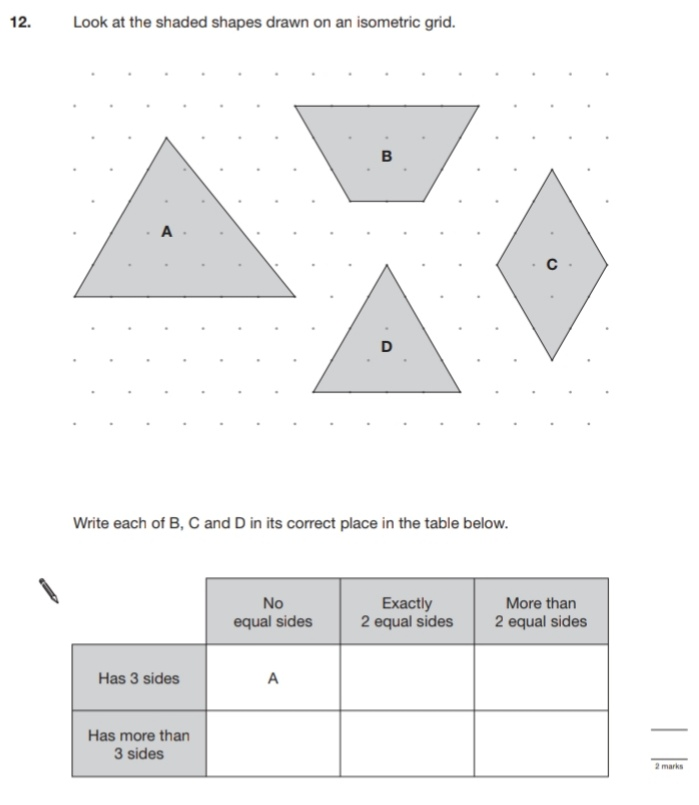 12. Look at the shaded shapes drawn on an isometric grid.
B
A
C
D
Write each of B, C and D in its correct place in the table below.
No
equal sides
Exactly
2 equal sides
More than
2 equal sides
Has 3 sides
A
Has more than
3 sides
2 marks